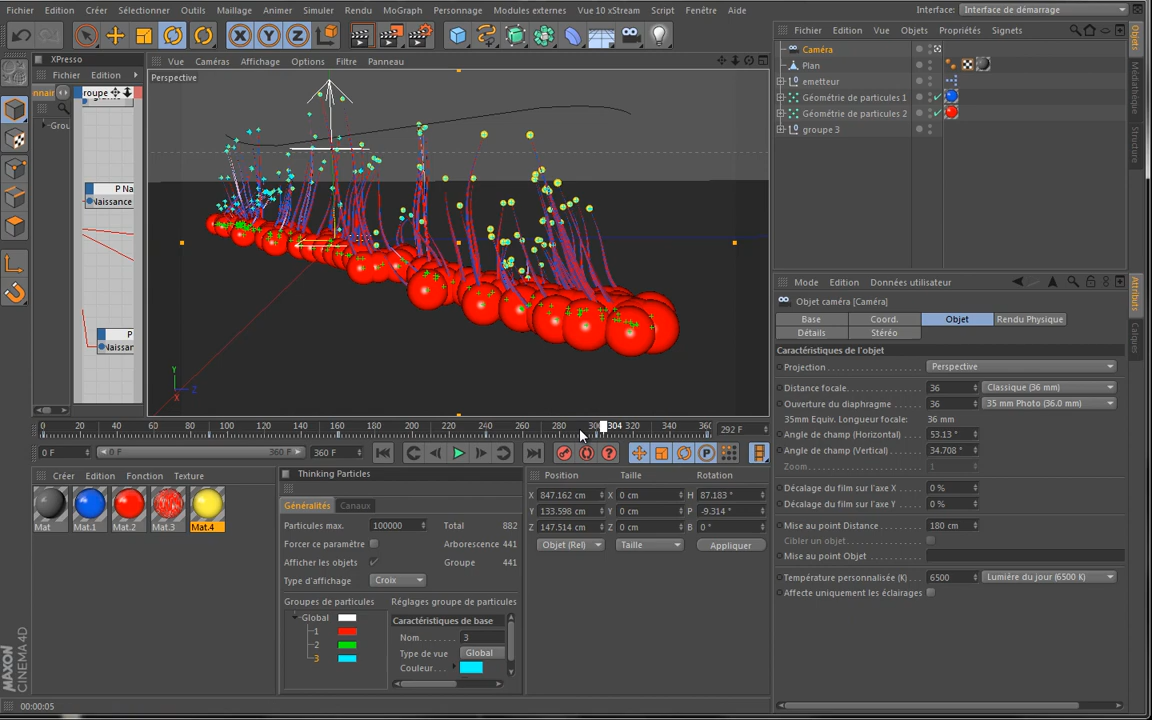 Fichier Edition Créer Sélectionner Outils Maillage Animer Simuler Rendu MoGraph Personnage Modules externes Vue 10 xStream Script Fenêtre Aide Interface: Interface de démarrage
X Y Z
XPresso
Fichier Edition
Vue Caméras Affichage Options Filtre Panneau
Perspective
Fichier Edition Vue Objets Propriétés Signets
Caméra
Plan
emetteur
Géométrie de particules 1
Géométrie de particules 2
groupe 3
Objets
Médiathèque
Structure
nnair
roupe
Grou
P Na
Naissance
P
Naissar
Y
X Z
Mode Edition Données utilisateur
Objet caméra [Caméra]
Base Coord. Objet Rendu Physique
Détails Stéréo
Caractéristiques de l'objet
Projection Perspective
Distance focale 36 Classique (36 mm)
Ouverture du diaphragme 36 35 mm Photo (36.0 mm)
35mm Equiv. Longueur focale: 36 mm
Angle de champ (Horizontal) 53.13 °
Angle de champ (Vertical) 34.708 °
Zoom 1
Décalage du film sur l'axe X 0 %
Décalage du film sur l'axe Y 0 %
Mise au point Distance 180 cm
Cibler un objet
Mise au point Objet
Température personnalisée (K) 6500 Lumière du jour (6500 K)
Affecte uniquement les éclairages
Attributs
Calques
0 20 40 60 80 100 120 140 160 180 200 220 240 260 280 30 304 320 340 36 292 F
0 F 0 F 360 F 360 F
Créer Edition Fonction Texture
Mat Mat.1 Mat.2 Mat.3 Mat.4
Thinking Particles
Généralités Canaux
Particules max. 100000 Total 882
Forcer ce paramètre Arborescence 441
Afficher les objets Groupe 441
Type d'affichage Croix
Groupes de particules Réglages groupe de particules
Global
1
2
3
Caractéristiques de base
Nom 3
Type de vue Global
Couleur
Position Taille Rotation
X 847.162 cm X 0 cm H 87.183 °
Y 133.598 cm Y 0 cm P -9.314 °
Z 147.514 cm Z 0 cm B 0 °
Objet (Rel) Taille Appliquer
MAXON
CINEMA 4D
00:00:05